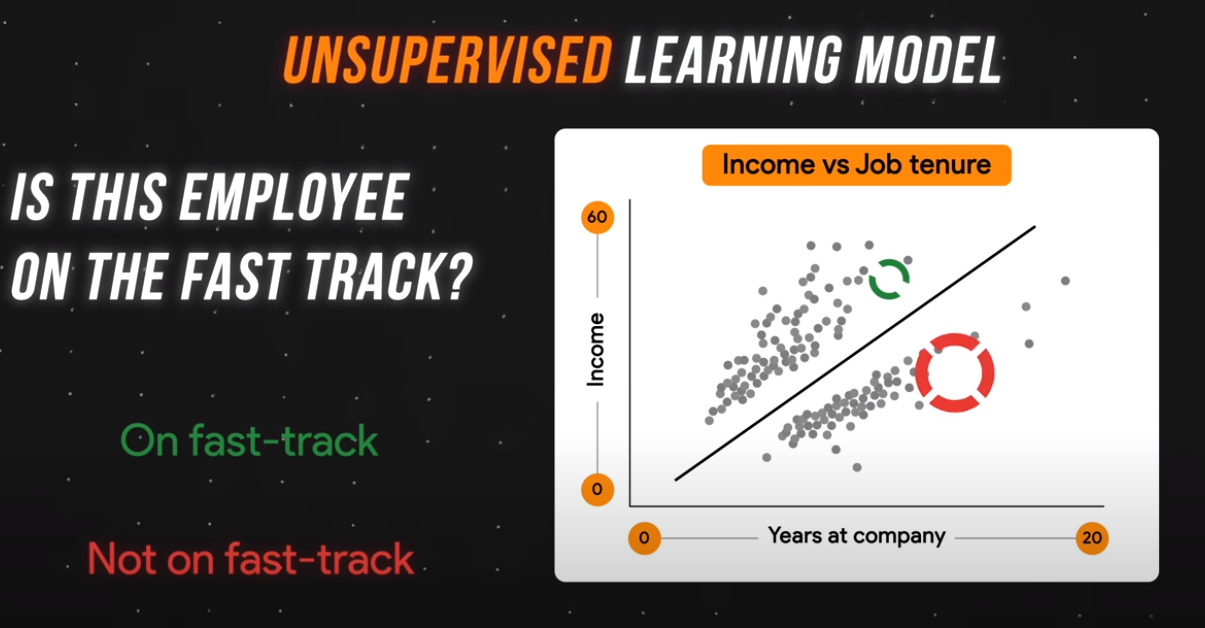 UNSUPERVISED LEARNING MODEL
IS THIS EMPLOYEE
ON THE FAST TRACK?
On fast-track
Not on fast-track
Income vs Job tenure
60
Income
0
0
Years at company
20